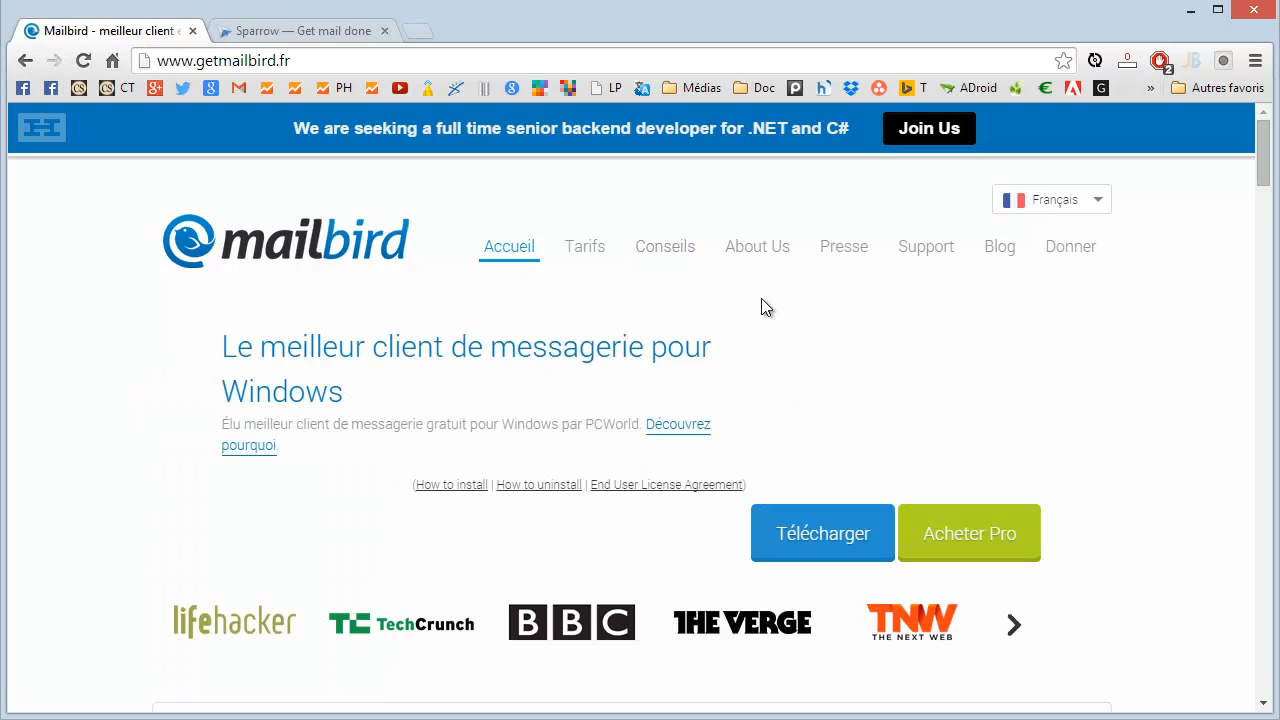 Mailbird - meilleur client
Sparrow — Get mail done
www.getmailbird.fr
0
2
CT
PH
LP
Médias
Doc
T
ADroid
Autres favoris
We are seeking a full time senior backend developer for .NET and C#
Join Us
Français
mailbird
Accueil
Tarifs
Conseils
About Us
Presse
Support
Blog
Donner
Le meilleur client de messagerie pour
Windows
Élu meilleur client de messagerie gratuit pour Windows par PCWorld. Découvrez
pourquoi.
(How to install | How to uninstall | End User License Agreement)
Télécharger
Acheter Pro
lifehacker
TC TechCrunch
BBC
THE VERGE
TNW
THE NEXT WEB